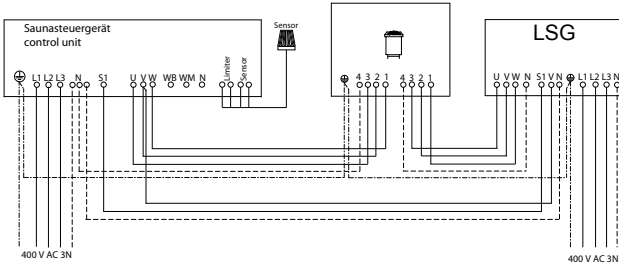 Saunasteuergerät
control unit
Sensor
LSG
L1 L2 L3 N S1 U V W WB WM N Limiter Sensor
4 3 2 1 4 3 2 1
U V W N S1 V N L1 L2 L3 N
400 V AC 3N
400 V AC 3N